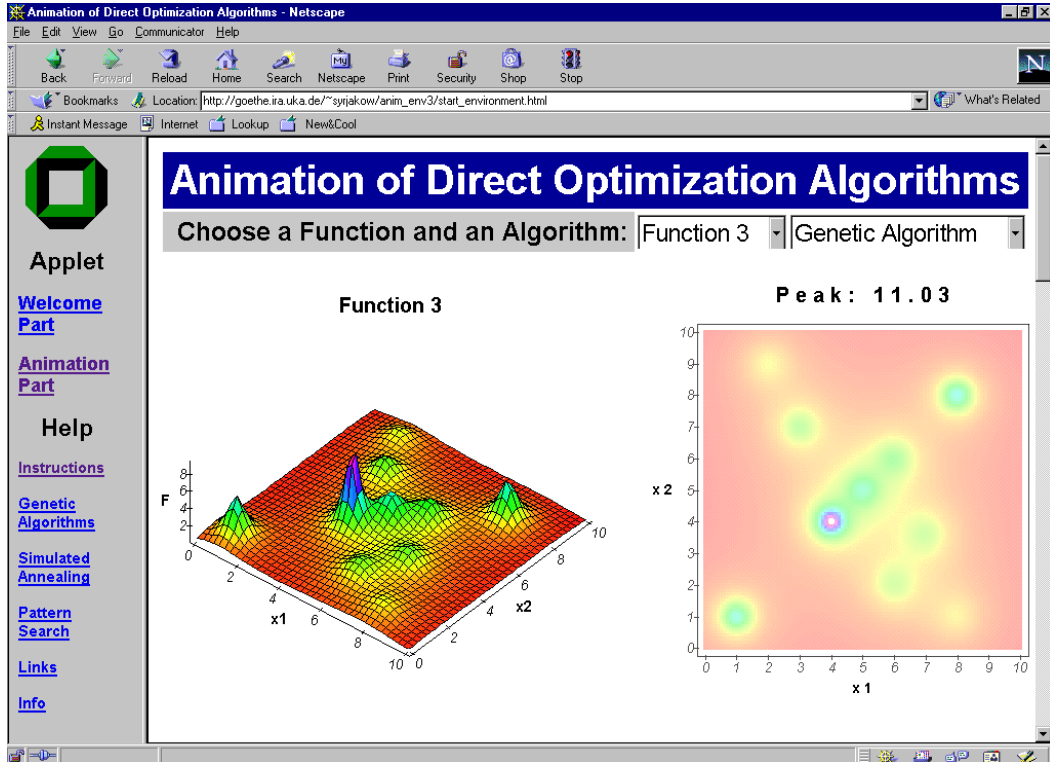 Animation of Direct Optimization Algorithms - Netscape
File Edit View Go Communicator Help
Back Forward Reload Home Search Netscape Print Security Shop Stop
My
N
Bookmarks Location: http://goethe.ira.uka.de/~syrjakow/anim_env3/start_environment.html What's Related
Instant Message Internet Lookup New&Cool
Applet
Welcome
Part
Animation
Part
Help
Instructions
Genetic
Algorithms
Simulated
Annealing
Pattern
Search
Links
Info
Animation of Direct Optimization Algorithms
Choose a Function and an Algorithm: Function 3 Genetic Algorithm
Function 3
F
8
6
4
2
0
2
4
6
8
10
x1
0
2
4
6
8
10
x2
Peak: 11.03
10
9
8
7
6
5
4
3
2
1
0
x 2
0 1 2 3 4 5 6 7 8 9 10
x 1